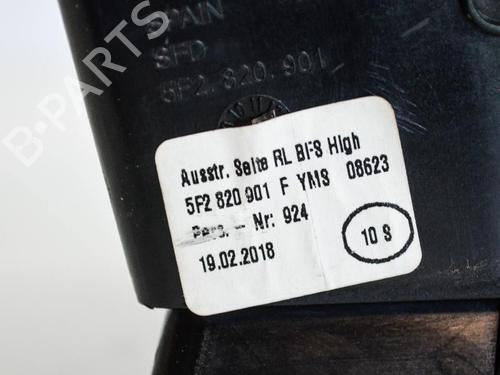 SPAIN
SFD
5F2.820.901
B-PARTS
Ausstr. Seite RL BFS High
5F2 820 901 F YMS 08623
Pers. - Nr: 924
19.02.2018
10 S